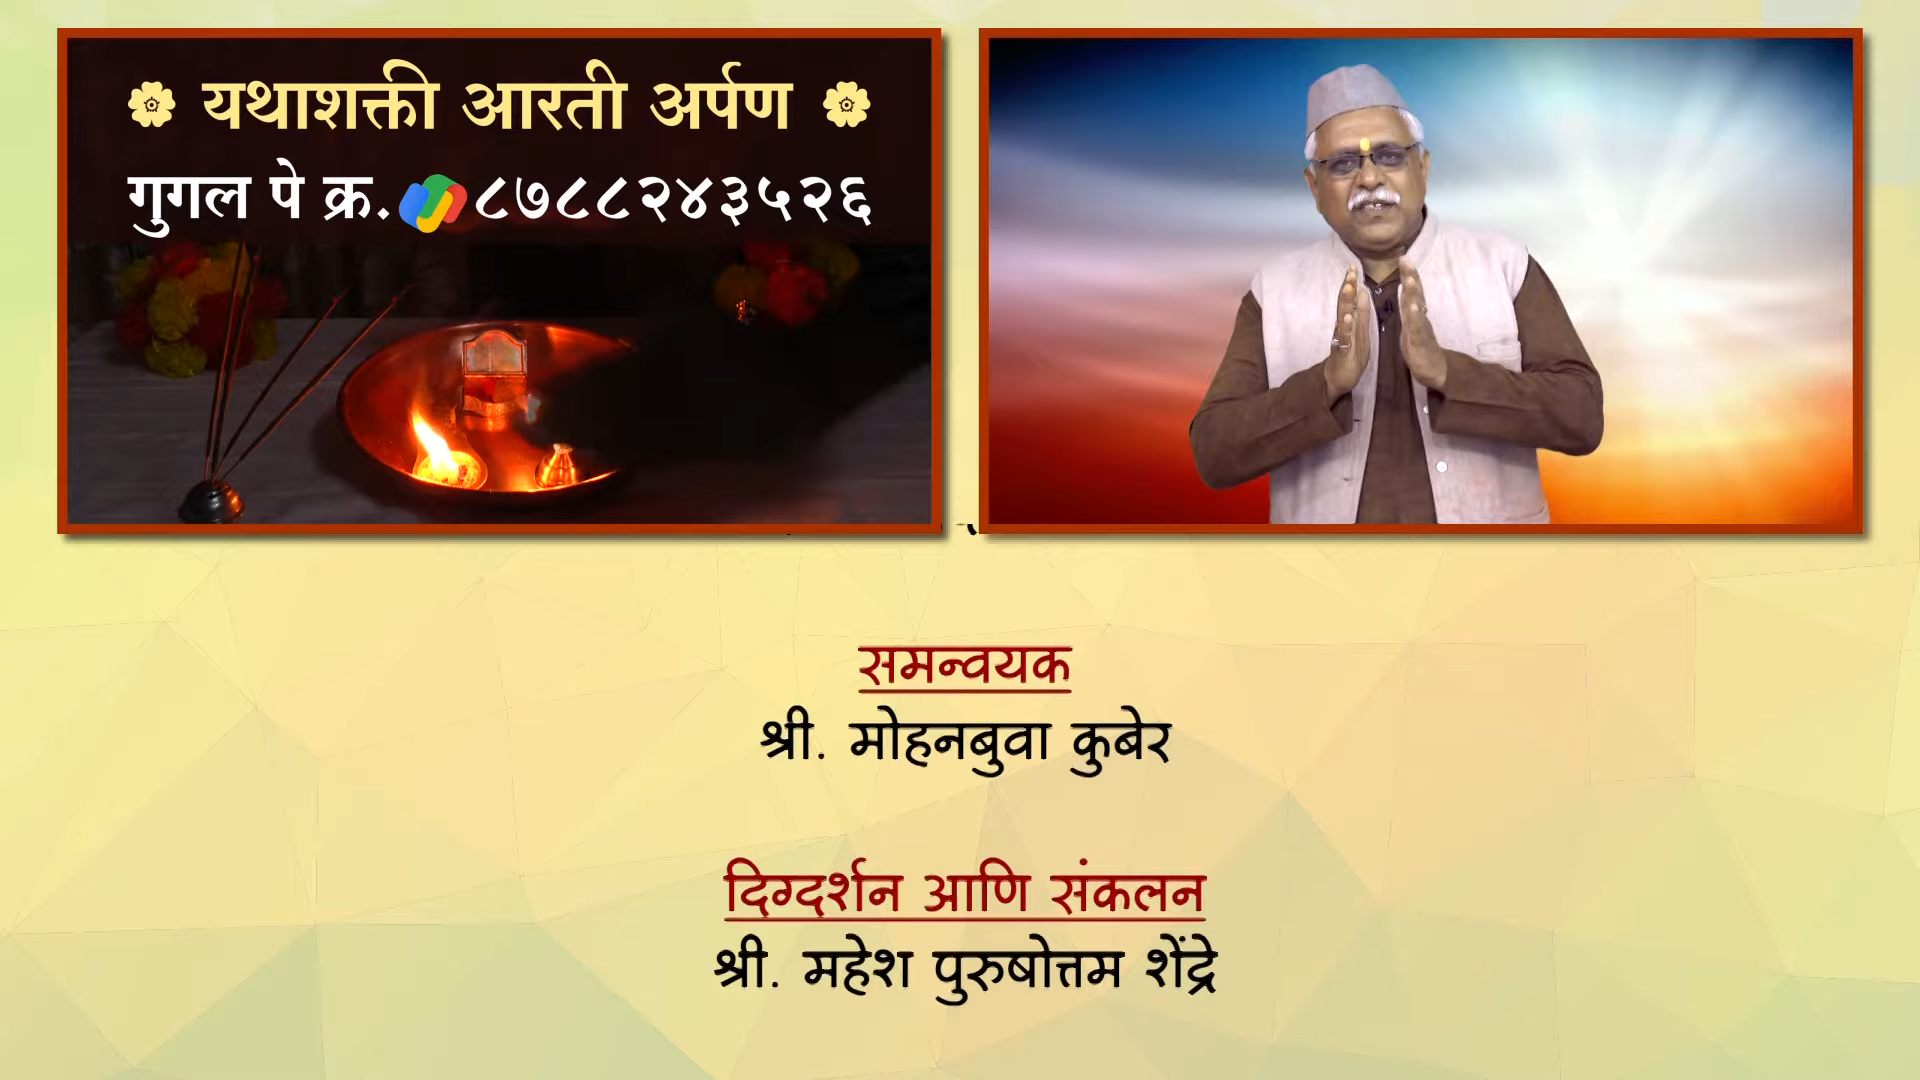 यथाशक्ती आरती अर्पण
गुगल पे क्र. ८७८८२४३५२६
समन्वयक
श्री. मोहनबुवा कुबेर
दिग्दर्शन आणि संकलन
श्री. महेश पुरुषोत्तम शेंद्रे